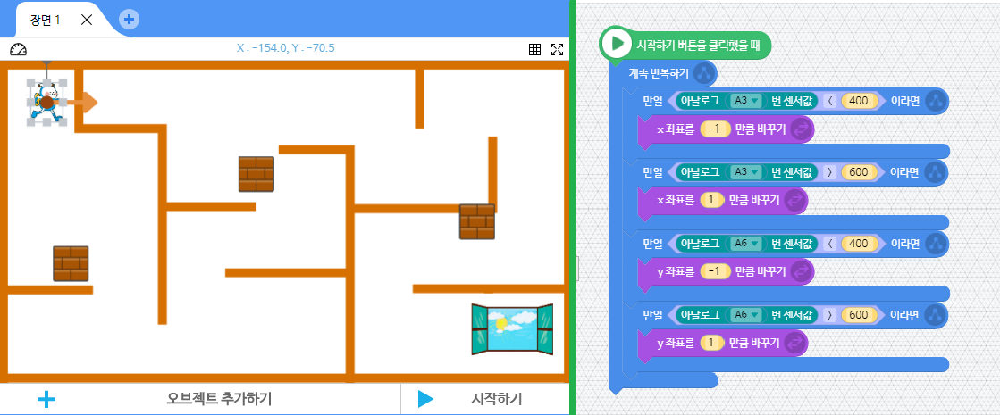 장면 1
X : -154.0, Y : -70.5
오브젝트 추가하기
시작하기
시작하기 버튼을 클릭했을 때
계속 반복하기
만일 아날로그 A3 번 센서값 < 400 이라면
x 좌표를 -1 만큼 바꾸기
만일 아날로그 A3 번 센서값 > 600 이라면
x 좌표를 1 만큼 바꾸기
만일 아날로그 A6 번 센서값 < 400 이라면
y 좌표를 -1 만큼 바꾸기
만일 아날로그 A6 번 센서값 > 600 이라면
y 좌표를 1 만큼 바꾸기